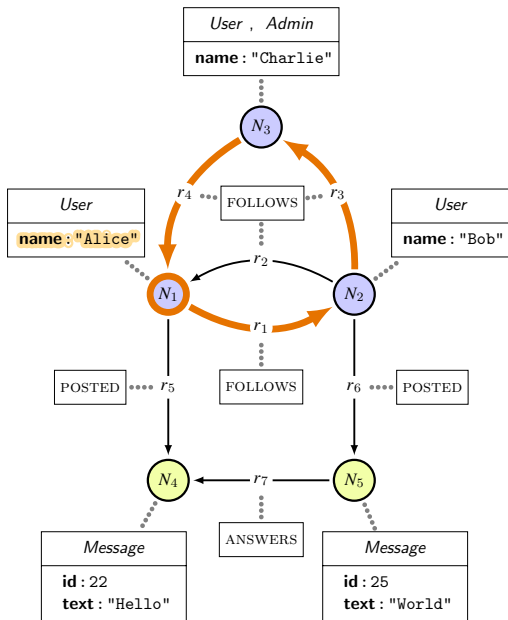 User , Admin
name : "Charlie"
N3
r4
FOLLOWS
r3
User
name : "Alice"
User
name : "Bob"
r2
N1
N2
r1
POSTED
r5
FOLLOWS
r6
POSTED
N4
r7
N5
ANSWERS
Message
id : 22
text : "Hello"
Message
id : 25
text : "World"